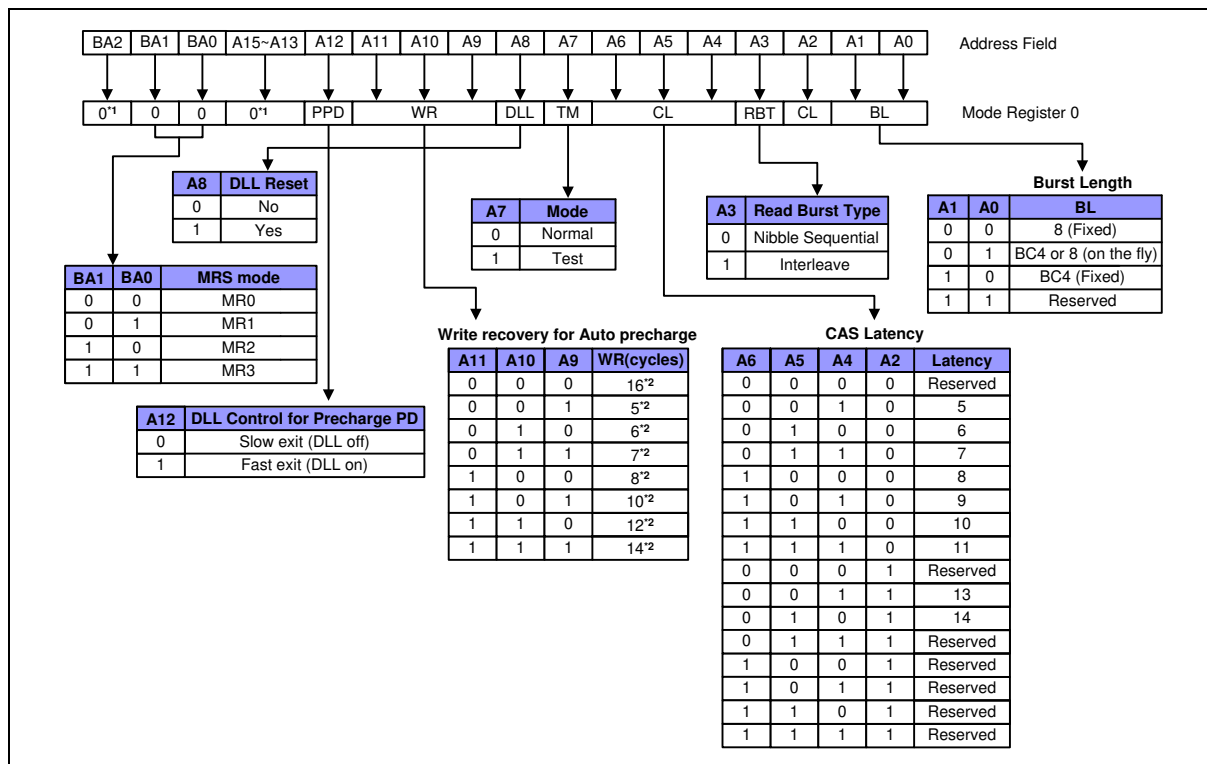 BA2 BA1 BA0 A15~A13 A12 A11 A10 A9 A8 A7 A6 A5 A4 A3 A2 A1 A0 Address Field
0*1 0 0 0*1 PPD WR DLL TM CL RBT CL BL Mode Register 0
A8 DLL Reset
0 No
1 Yes
BA1 BA0 MRS mode
0 0 MR0
0 1 MR1
1 0 MR2
1 1 MR3
A12 DLL Control for Precharge PD
0 Slow exit (DLL off)
1 Fast exit (DLL on)
A7 Mode
0 Normal
1 Test
Write recovery for Auto precharge
A11 A10 A9 WR(cycles)
0 0 0 16*2
0 0 1 5*2
0 1 0 6*2
0 1 1 7*2
1 0 0 8*2
1 0 1 10*2
1 1 0 12*2
1 1 1 14*2
A3 Read Burst Type
0 Nibble Sequential
1 Interleave
Burst Length
A1 A0 BL
0 0 8 (Fixed)
0 1 BC4 or 8 (on the fly)
1 0 BC4 (Fixed)
1 1 Reserved
CAS Latency
A6 A5 A4 A2 Latency
0 0 0 0 Reserved
0 0 1 0 5
0 1 0 0 6
0 1 1 0 7
1 0 0 0 8
1 0 1 0 9
1 1 0 0 10
1 1 1 0 11
0 0 0 1 Reserved
0 0 1 1 13
0 1 0 1 14
0 1 1 1 Reserved
1 0 0 1 Reserved
1 0 1 1 Reserved
1 1 0 1 Reserved
1 1 1 1 Reserved